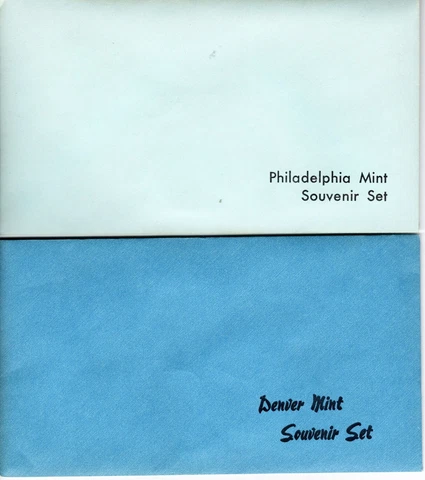 Philadelphia Mint
Souvenir Set
Denver Mint
Souvenir Set